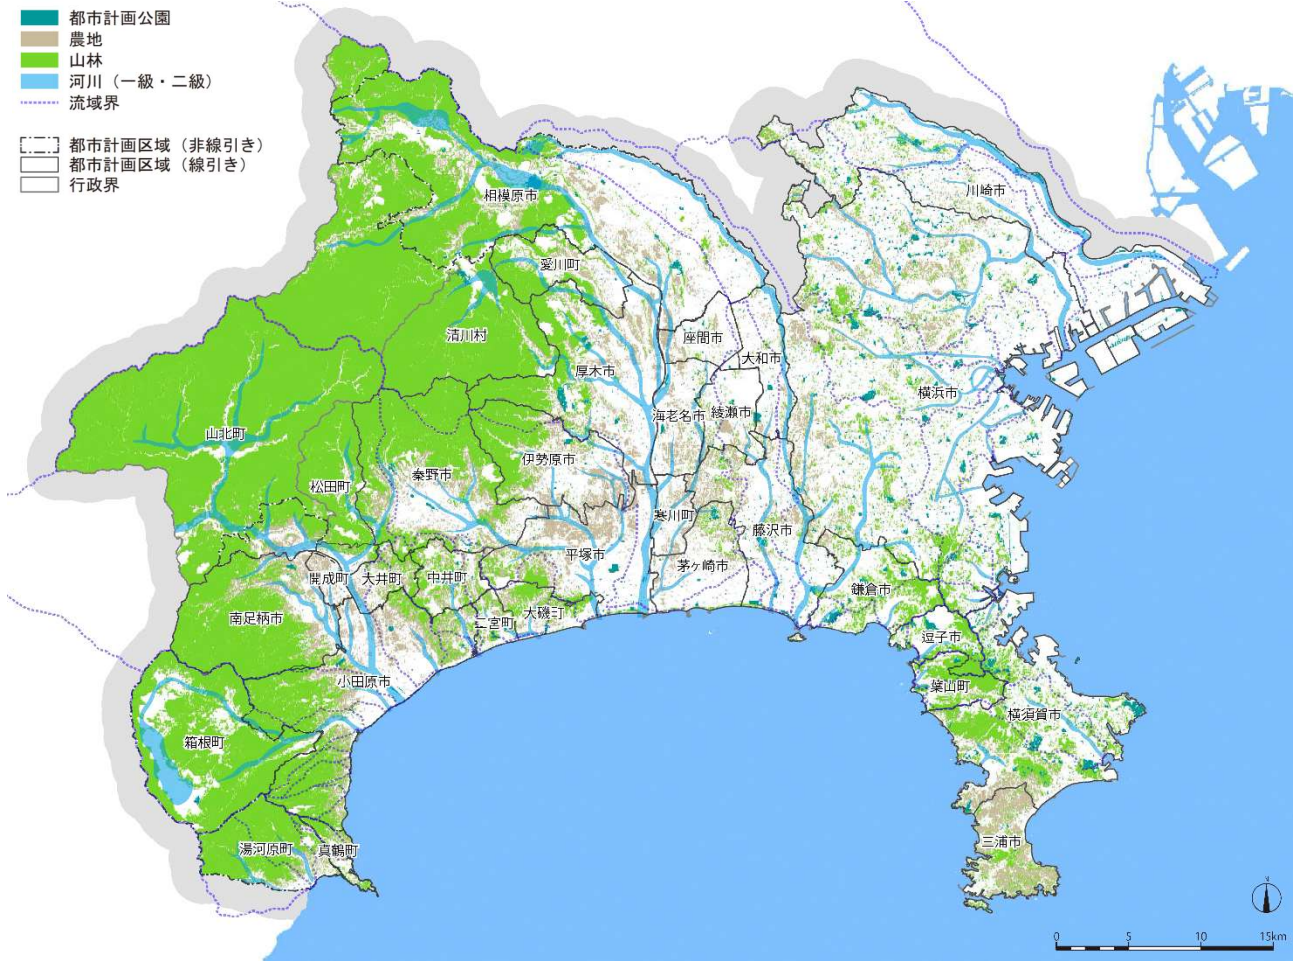 都市計画公園
農地
山林
河川（一級・二級）
流域界
都市計画区域（非線引き）
都市計画区域（線引き）
行政界
川崎市
相模原市
愛川町
清川村
座間市
大和市
厚木市
横浜市
海老名市
綾瀬市
山北町
伊勢原市
秦野市
松田町
寒川町
藤沢市
平塚市
茅ヶ崎市
開成町
大井町
中井町
鎌倉市
南足柄市
大磯町
二宮町
逗子市
小田原市
葉山町
横須賀市
箱根町
三浦市
湯河原町
真鶴町
N
0 5 10 15km